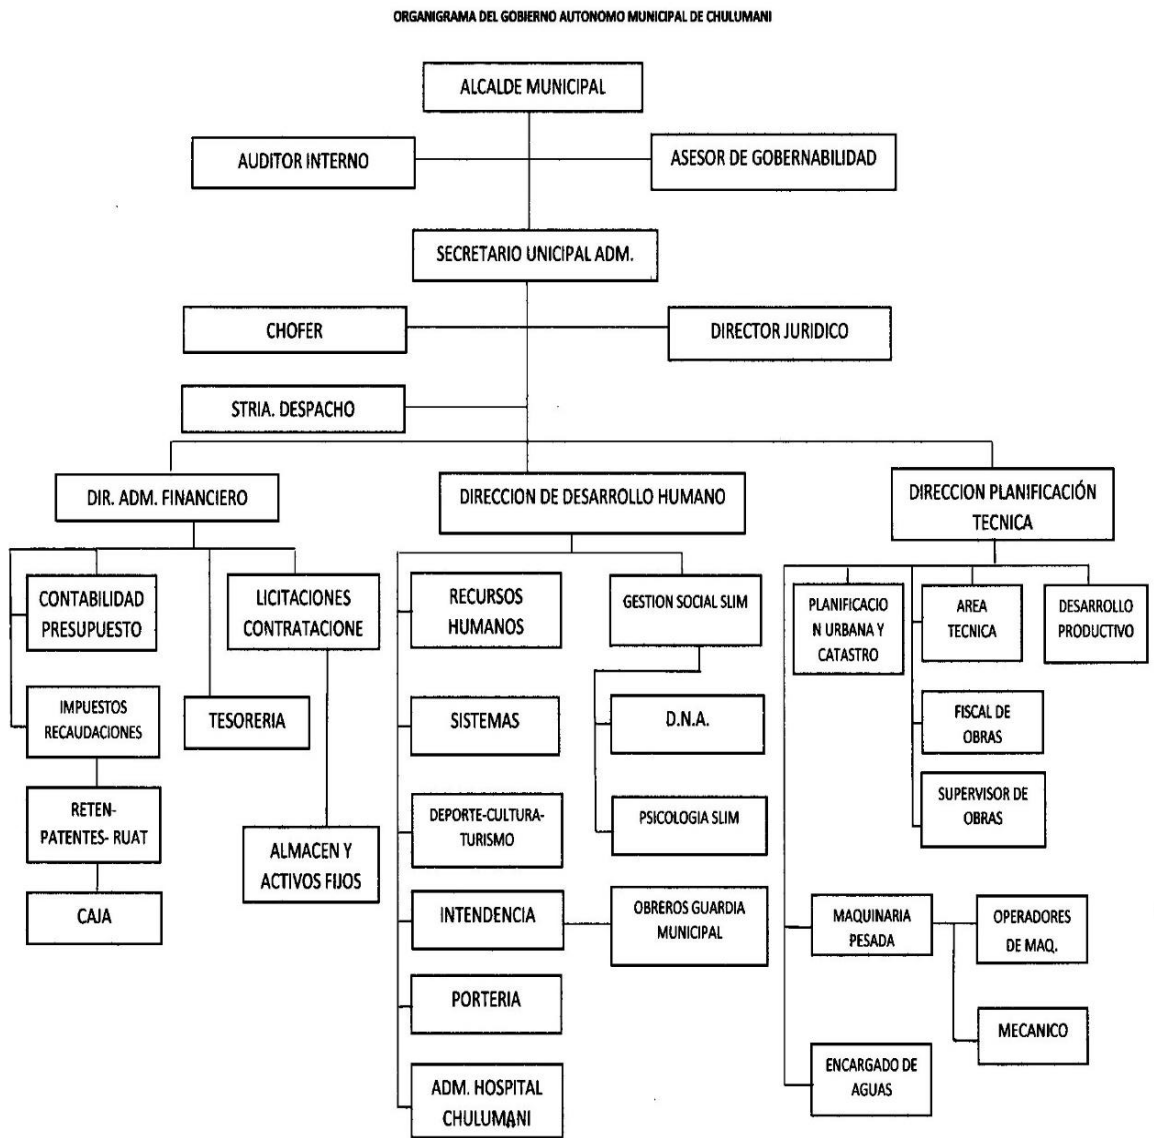 ORGANIGRAMA DEL GOBIERNO AUTONOMO MUNICIPAL DE CHULUMANI
ALCALDE MUNICIPAL
AUDITOR INTERNO
ASESOR DE GOBERNABILIDAD
SECRETARIO UNICIPAL ADM.
CHOFER
DIRECTOR JURIDICO
STRIA. DESPACHO
DIR. ADM. FINANCIERO
DIRECCION DE DESARROLLO HUMANO
DIRECCION PLANIFICACIÓN
TECNICA
CONTABILIDAD
PRESUPUESTO
LICITACIONES
CONTRATACIONE
IMPUESTOS
RECAUDACIONES
TESORERIA
RETEN-
PATENTES- RUAT
ALMACEN Y
ACTIVOS FIJOS
CAJA
RECURSOS
HUMANOS
GESTION SOCIAL SLIM
SISTEMAS
D.N.A.
DEPORTE-CULTURA-
TURISMO
PSICOLOGIA SLIM
INTENDENCIA
OBREROS GUARDIA
MUNICIPAL
PORTERIA
ADM. HOSPITAL
CHULUMANI
PLANIFICACIO
N URBANA Y
CATASTRO
AREA
TECNICA
DESARROLLO
PRODUCTIVO
FISCAL DE
OBRAS
SUPERVISOR DE
OBRAS
MAQUINARIA
PESADA
OPERADORES
DE MAQ.
MECANICO
ENCARGADO DE
AGUAS